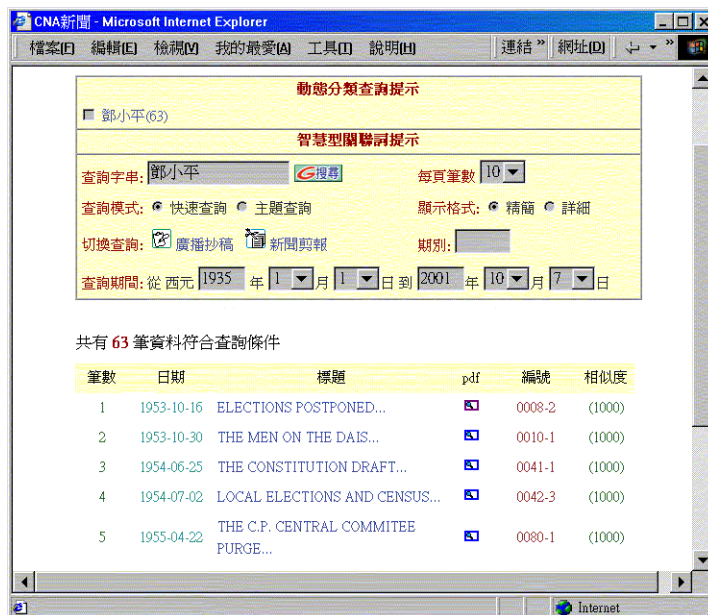 CNA新聞 - Microsoft Internet Explorer
檔案(F) 編輯(E) 檢視(V) 我的最愛(A) 工具(T) 說明(H) 連結 » 網址(D) »
動態分類查詢提示
鄧小平(63)
智慧型關聯詞提示
查詢字串: 鄧小平 G搜尋 每頁筆數 10
查詢模式: 快速查詢 主題查詢 顯示格式: 精簡 詳細
切換查詢: 廣播抄稿 新聞剪報 期別:
查詢期間: 從 西元 1935 年 1 月 1 日 到 2001 年 10 月 7 日
共有 63 筆資料符合查詢條件
筆數 日期 標題 pdf 編號 相似度
1 1953-10-16 ELECTIONS POSTPONED... 0008-2 (1000)
2 1953-10-30 THE MEN ON THE DAIS... 0010-1 (1000)
3 1954-06-25 THE CONSTITUTION DRAFT... 0041-1 (1000)
4 1954-07-02 LOCAL ELECTIONS AND CENSUS... 0042-3 (1000)
5 1955-04-22 THE C.P. CENTRAL COMMITEE PURGE... 0080-1 (1000)
Internet